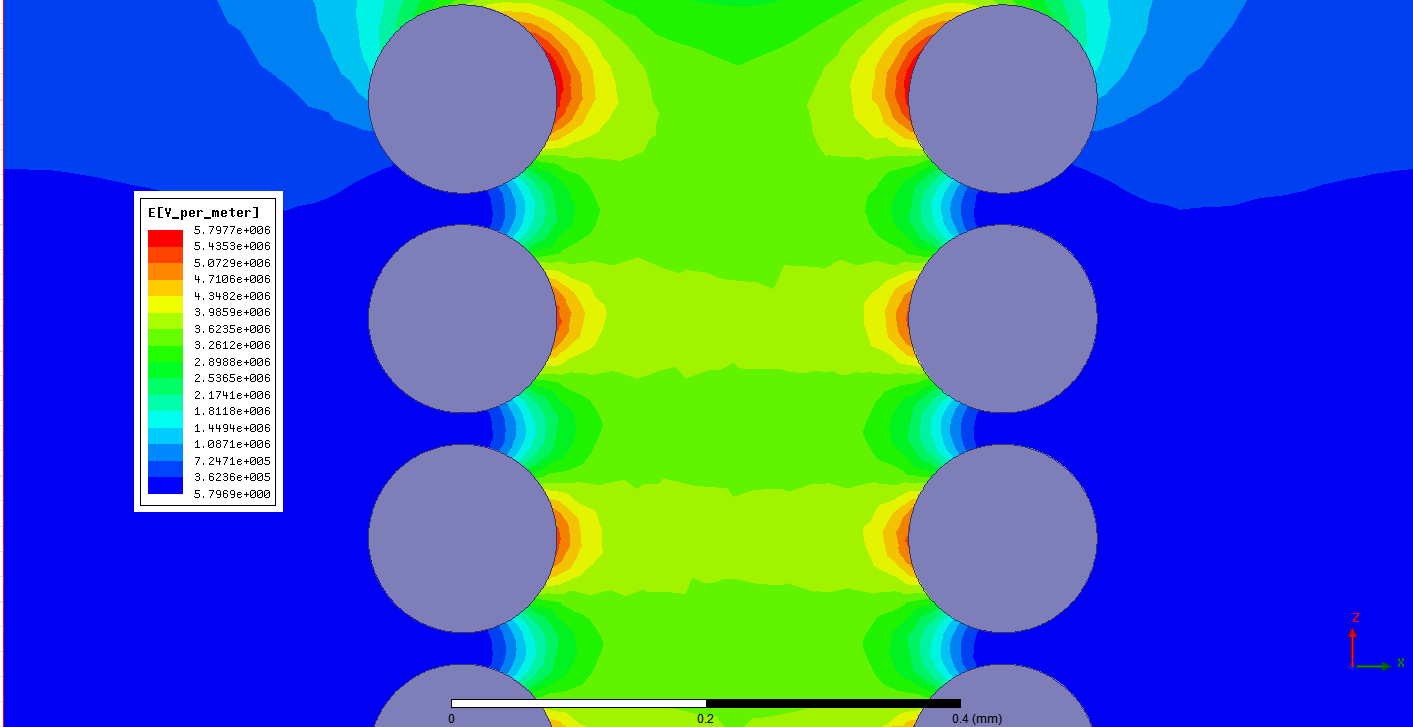 E[V_per_meter]
5.7977e+006
5.4353e+006
5.0729e+006
4.7106e+006
4.3482e+006
3.9859e+006
3.6235e+006
3.2612e+006
2.8988e+006
2.5365e+006
2.1741e+006
1.8118e+006
1.4494e+006
1.0871e+006
7.2471e+005
3.6236e+005
5.7969e+000
Z
X
0 0.2 0.4 (mm)